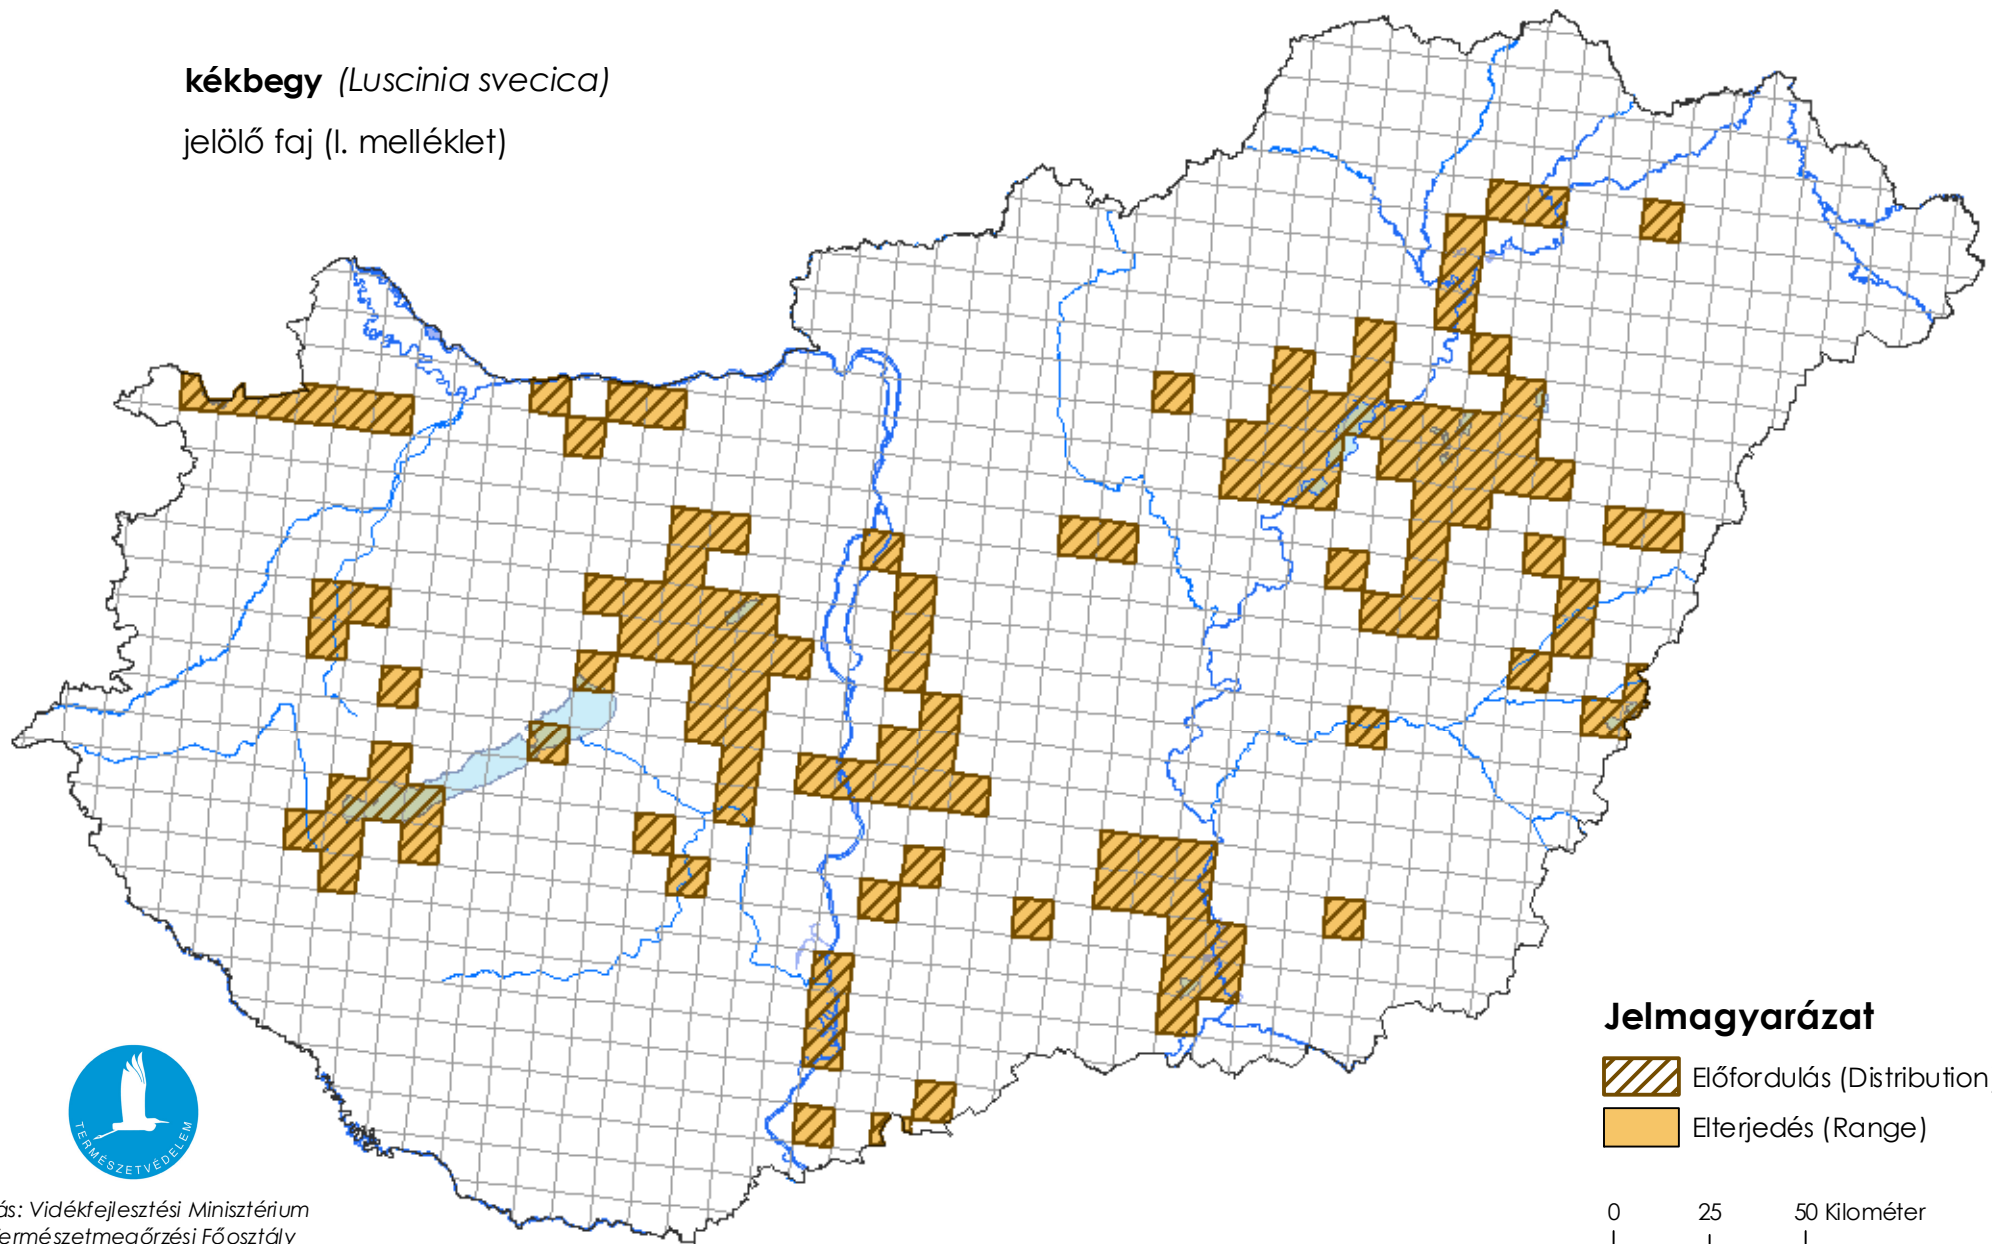 kékbegy (Luscinia svecica)
jelölő faj (I. melléklet)
Jelmagyarázat
Előfordulás (Distribution
Elterjedés (Range)
0 25 50 Kilométer
TERMÉSZETVÉDELEM
ás: Vidékfejlesztési Minisztérium
Természetmegőrzési Főosztály